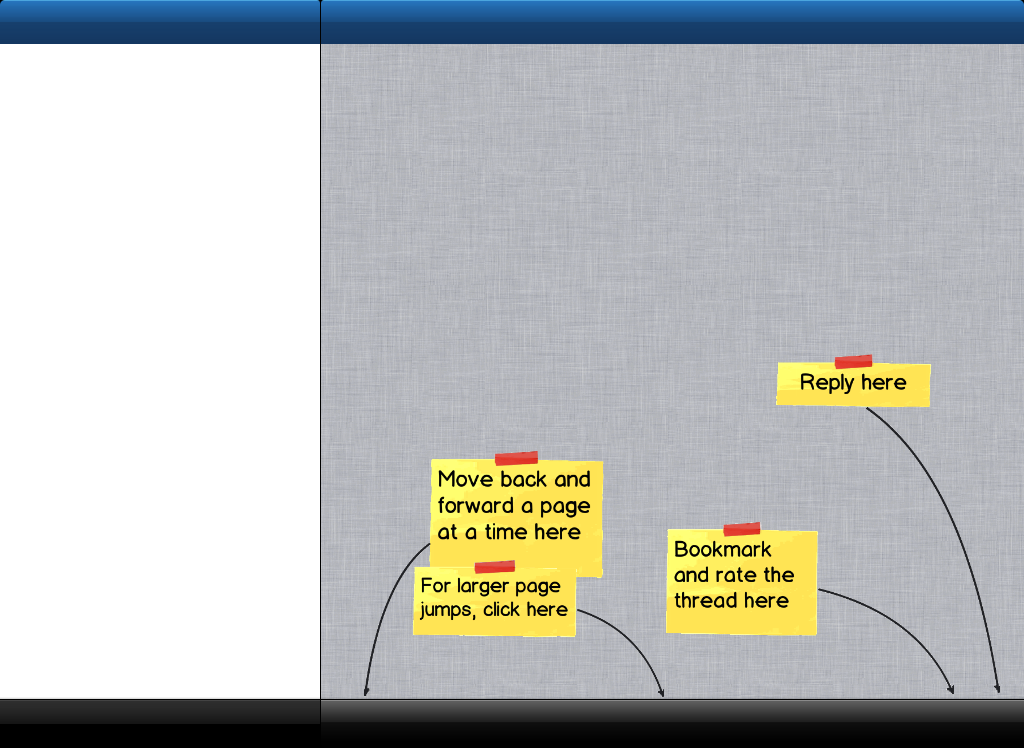 Reply here
Move back and
forward a page
at a time here
Bookmark
and rate the
thread here
For larger page
jumps, click here